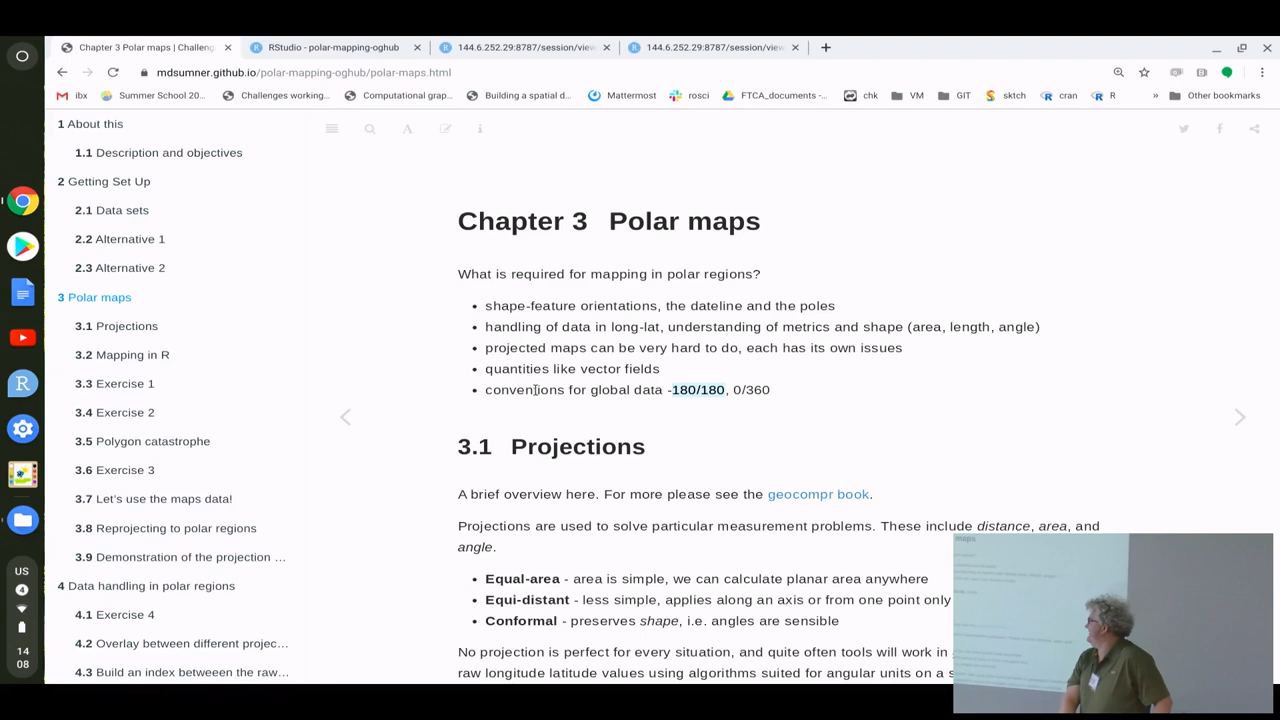 Chapter 3 Polar maps | Challeng
RStudio - polar-mapping-oghub
144.6.252.29:8787/session/view
144.6.252.29:8787/session/view
mdsumner.github.io/polar-mapping-oghub/polar-maps.html
ibx
Summer School 20...
Challenges working...
Computational grap...
Building a spatial d...
Mattermost
rosci
FTCA_documents -...
chk
VM
GIT
sktch
cran
R
»
Other bookmarks
1 About this
1.1 Description and objectives
2 Getting Set Up
2.1 Data sets
2.2 Alternative 1
2.3 Alternative 2
3 Polar maps
3.1 Projections
3.2 Mapping in R
3.3 Exercise 1
3.4 Exercise 2
3.5 Polygon catastrophe
3.6 Exercise 3
3.7 Let's use the maps data!
3.8 Reprojecting to polar regions
3.9 Demonstration of the projection ...
4 Data handling in polar regions
4.1 Exercise 4
4.2 Overlay between different projec...
4.3 Build an index betweeen the raw...
Chapter 3 Polar maps
What is required for mapping in polar regions?
• shape-feature orientations, the dateline and the poles
• handling of data in long-lat, understanding of metrics and shape (area, length, angle)
• projected maps can be very hard to do, each has its own issues
• quantities like vector fields
• conventions for global data -180/180, 0/360
3.1 Projections
A brief overview here. For more please see the geocompr book.
Projections are used to solve particular measurement problems. These include distance, area, and
angle.
• Equal-area - area is simple, we can calculate planar area anywhere
• Equi-distant - less simple, applies along an axis or from one point only
• Conformal - preserves shape, i.e. angles are sensible
No projection is perfect for every situation, and quite often tools will work in
raw longitude latitude values using algorithms suited for angular units on a s
US
4
14
08
maps